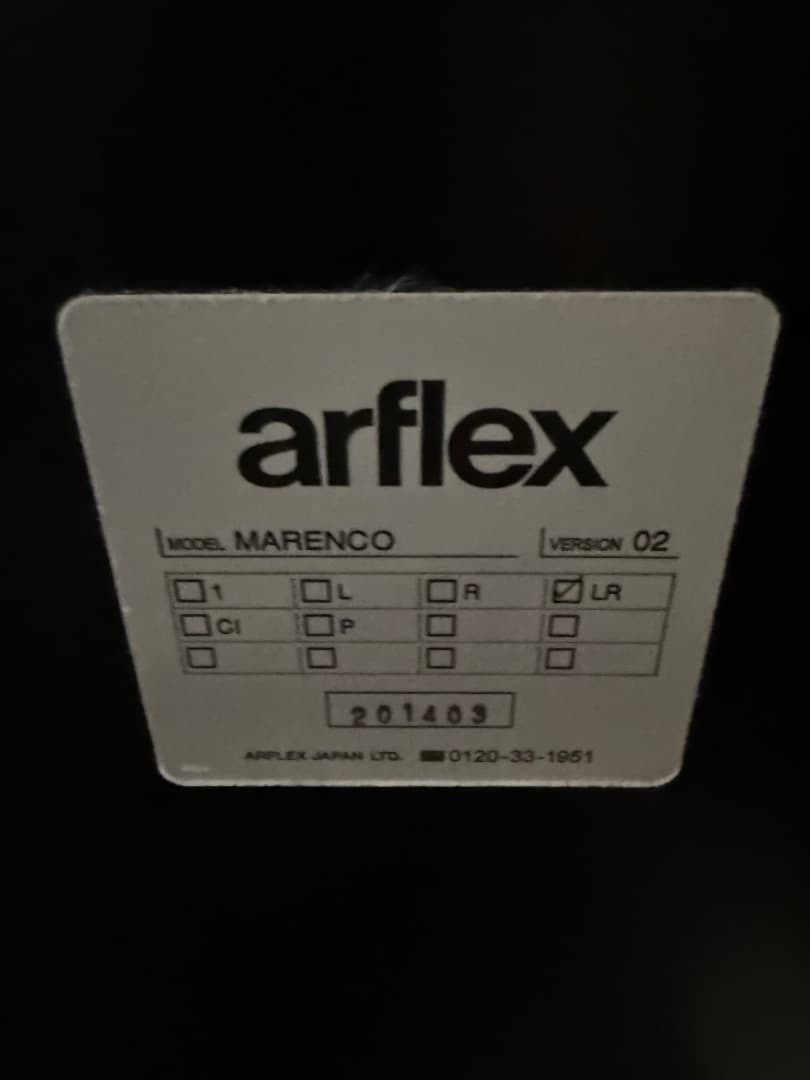 arflex
MODEL MARENCO VERSION 02
1 L R LR
CI P
201403
ARFLEX JAPAN LTD. 0120-33-1951